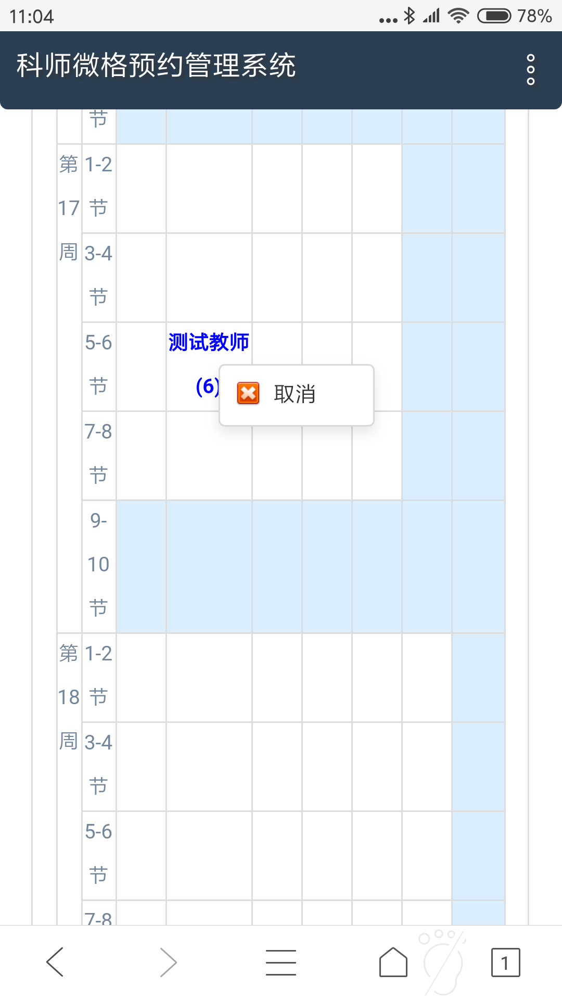 11:04
78%
科师微格预约管理系统
节
第
17
周
1-2
节
3-4
节
5-6
节
测试教师
(6)
取消
7-8
节
9-
10
节
第
18
周
1-2
节
3-4
节
5-6
节
7-8
1